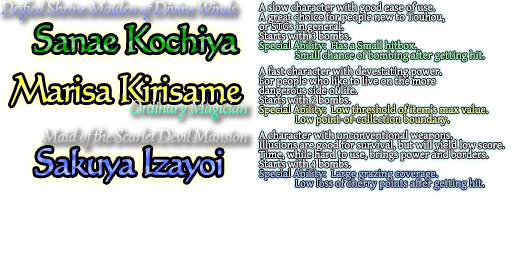 Deified Shrine Maiden of Divine Winds
Sanae Kochiya
A slow character with good ease of use.
A great choice for people new to Touhou,
or STGs in general.
Starts with 3 bombs.
Special Ability: Has a Small hitbox.
Small chance of bombing after getting hit.
Marisa Kirisame
Ordinary Magician
A fast character with devestating power.
For people who like to live on the more
dangerous side of life.
Starts with 2 bombs.
Special Ability: Low threshold of item's max value.
Low point-of-collection boundary.
Maid of the Scarlet Devil Mansion
Sakuya Izayoi
A character with unconventional weapons.
Illusions are good for survival, but will yield low score.
Time, while hard to use, brings power and borders.
Starts with 4 bombs.
Special Ability: Large grazing coverage.
Low loss of cherry points after getting hit.